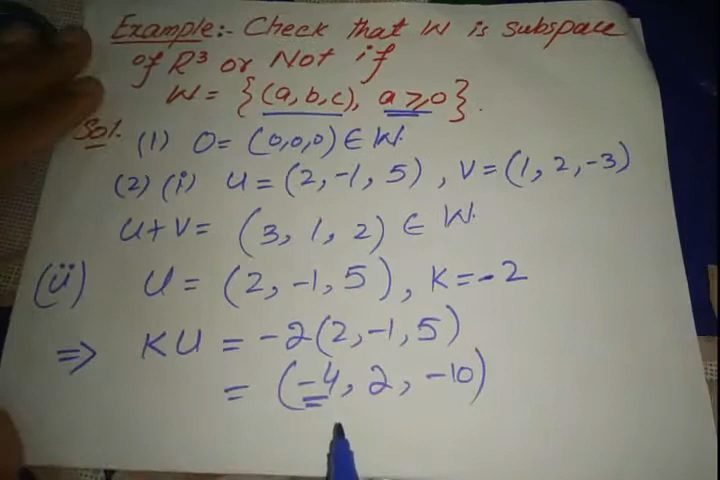 Example:- Check that W is subspace
of R³ or Not if
W = {(a,b,c), a ≥ 0}.
Sol. (1) 0 = (0,0,0) ∈ W.
(2) (i) U = (2, -1, 5), V = (1, 2, -3)
U+V = (3, 1, 2) ∈ W.
(ii) U = (2, -1, 5), K = -2
⇒ KU = -2(2, -1, 5)
= (-4, 2, -10)